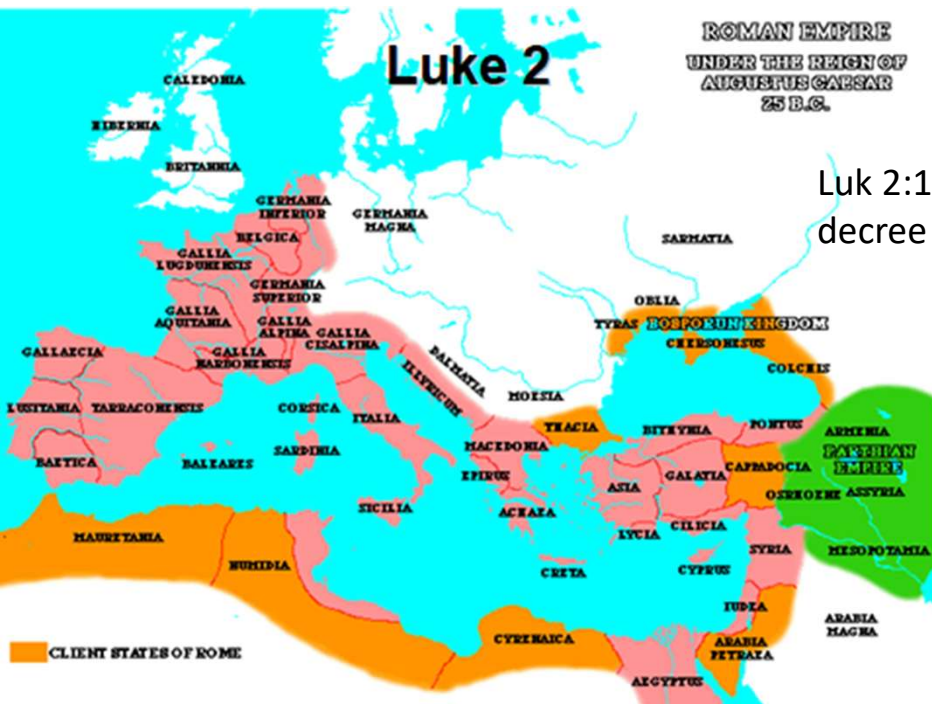 Luke 2
ROMAN EMPIRE
UNDER THE REIGN OF
AUGUSTUS CAESAR
25 B.C.
Luk 2:1
decree
CALEDONIA
HIBERNIA
BRITANNIA
GERMANIA
INFERIOR
GERMANIA
MAGNA
BELGICA
GALLIA
LUGDUNENSIS
GERMANIA
SUPERIOR
SARMATIA
OBLIA
TYRAS
BOSPORUN KINGDOM
CHERSONESUS
COLCHIS
GALLIA
AQUITANIA
GALLIA
ALPINA
GALLIA
CISALPINA
GALLIA
NARBONENSIS
GALLAECIA
LUSITANIA
TARRACONENSIS
BAETICA
BALEARES
CORSICA
SARDINIA
ITALIA
SICILIA
ILLYRICUM
DALMATIA
MOESIA
THACIA
MACEDONIA
EPIRUS
ACHAEA
BITHYNIA
PONTUS
ASIA
GALATIA
CAPPADOCIA
LYCIA
CILICIA
ARMENIA
PARTHIAN
EMPIRE
OSRHOENE
ASSYRIA
MESOPOTAMIA
SYRIA
CRETA
CYPRUS
IUDEA
ARABIA
PETRAEA
ARABIA
MAGNA
MAURETANIA
NUMIDIA
CYRENAICA
AEGYPTUS
CLIENT STATES OF ROME